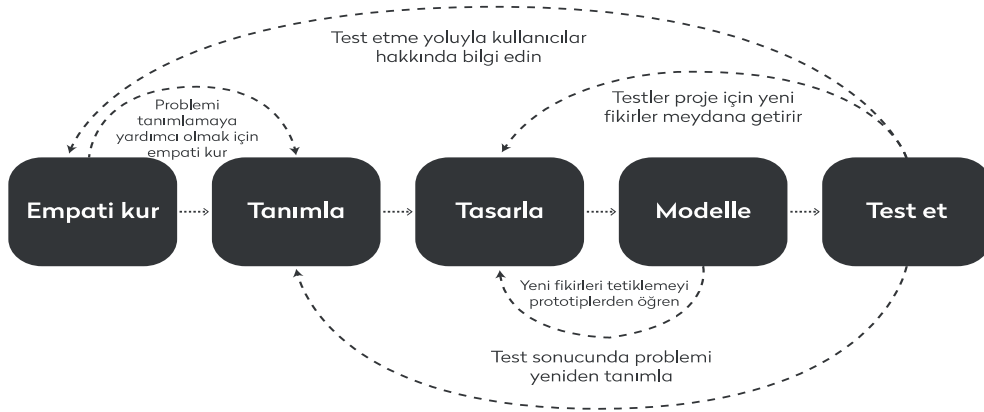 Test etme yoluyla kullanıcılar
hakkında bilgi edin
Testler proje için yeni
fikirler meydana getirir
Problemi
tanımlamaya
yardımcı olmak için
empati kur
Empati kur
Tanımla
Tasarla
Modelle
Test et
Yeni fikirleri tetiklemeyi
prototiplerden öğren
Test sonucunda problemi
yeniden tanımla